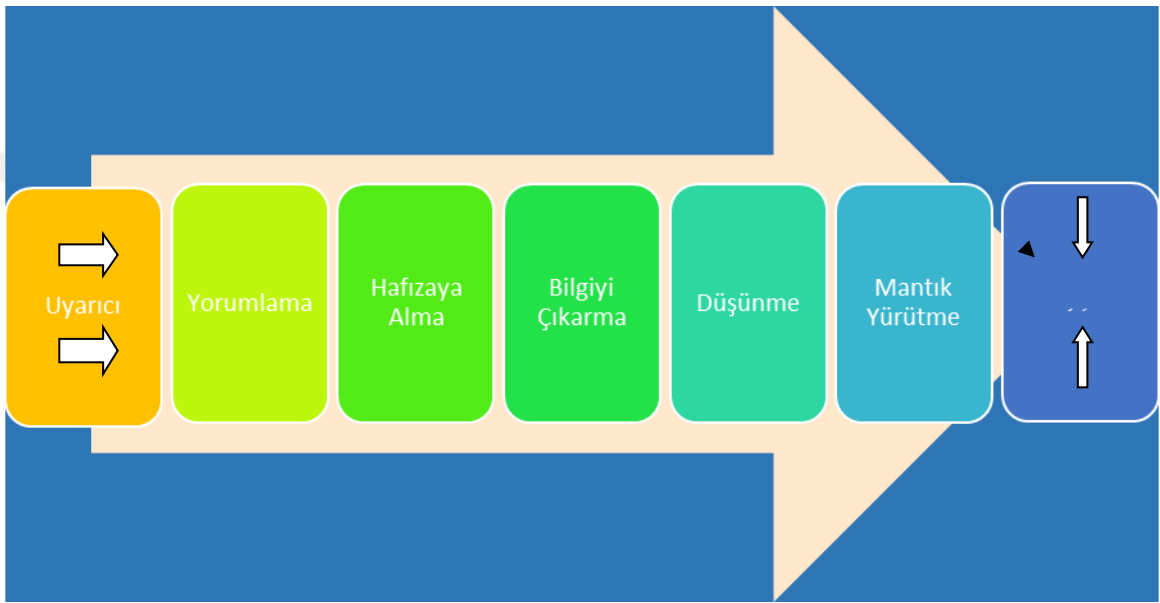 Uyarıcı
Yorumlama
Hafızaya
Alma
Bilgiyi
Çıkarma
Düşünme
Mantık
Yürütme